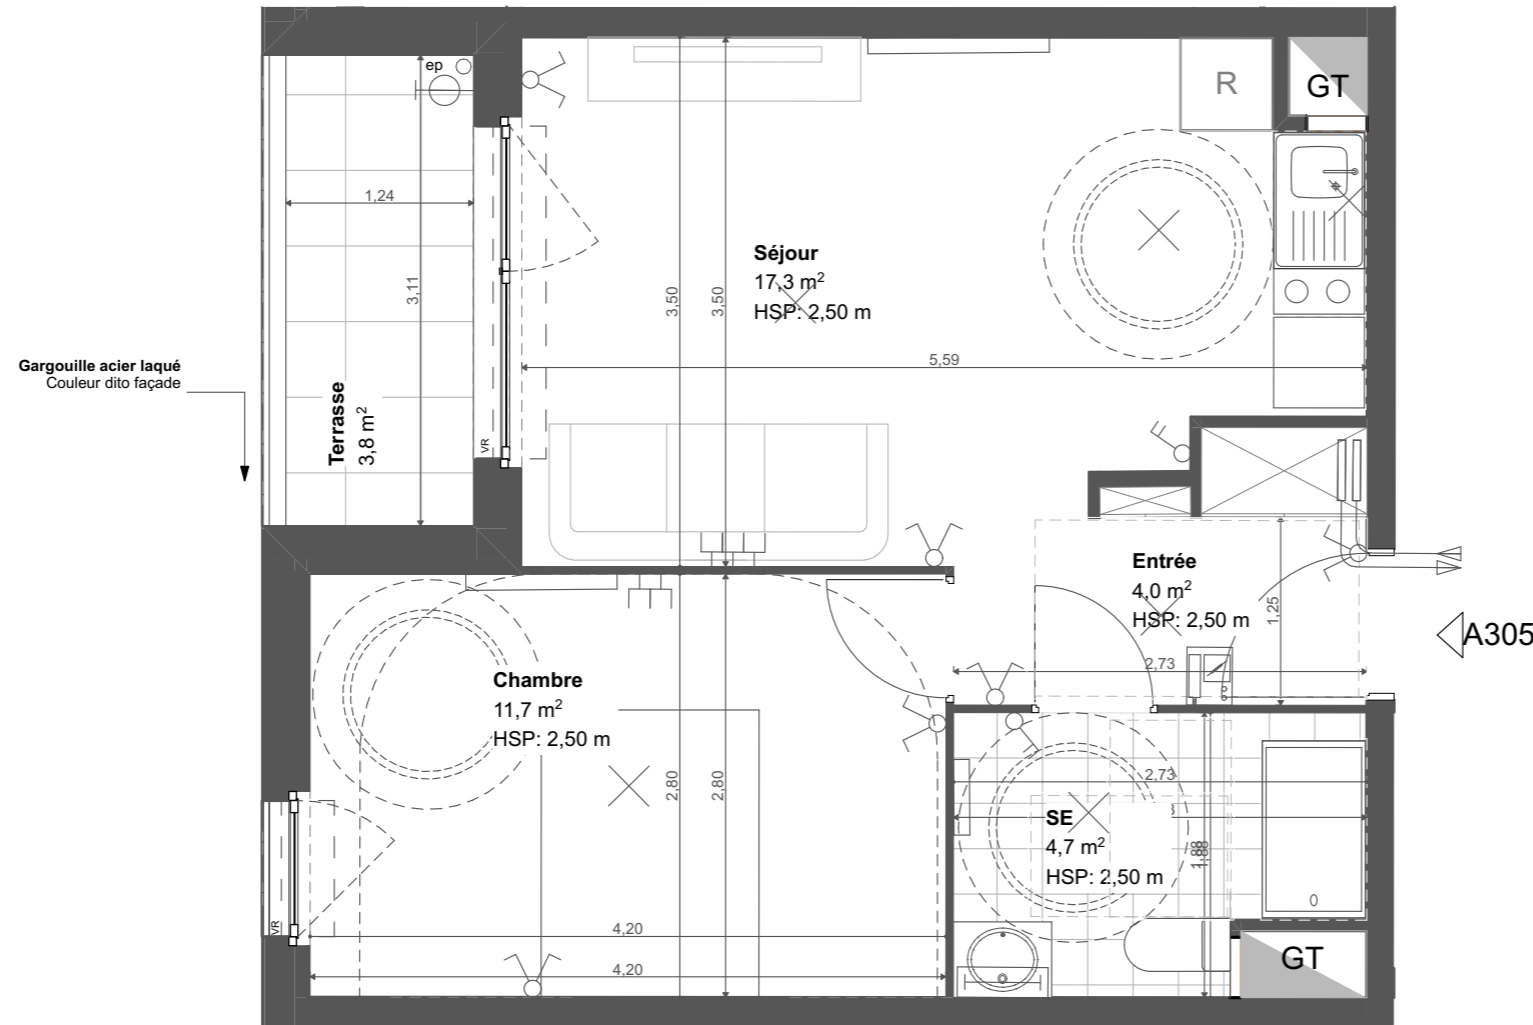 ep
R
GT
1,24
3,11
3,50
3,50
Séjour
17,3 m²
HSP: 2,50 m
5,59
Gargouille acier laqué
Couleur dito façade
Terrasse
3,8 m²
VR
Entrée
4,0 m²
HSP: 2,50 m
1,25
2,73
A305
Chambre
11,7 m²
HSP: 2,50 m
2,80
2,80
2,73
SE
4,7 m²
HSP: 2,50 m
1,88
VR
4,20
4,20
GT